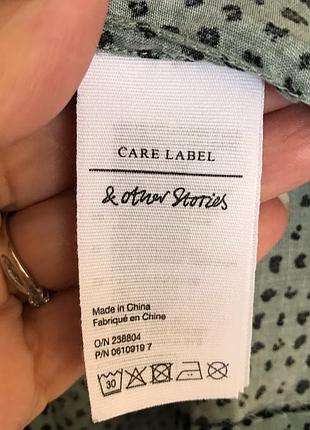 CARE LABEL
& other Stories
Made in China
Fabriqué en Chine
O/N 238804
P/N 0610919 7
30